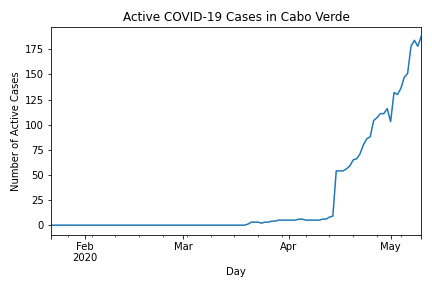 Active COVID-19 Cases in Cabo Verde
Number of Active Cases
175
150
125
100
75
50
25
0
Feb
2020
Mar
Apr
May
Day